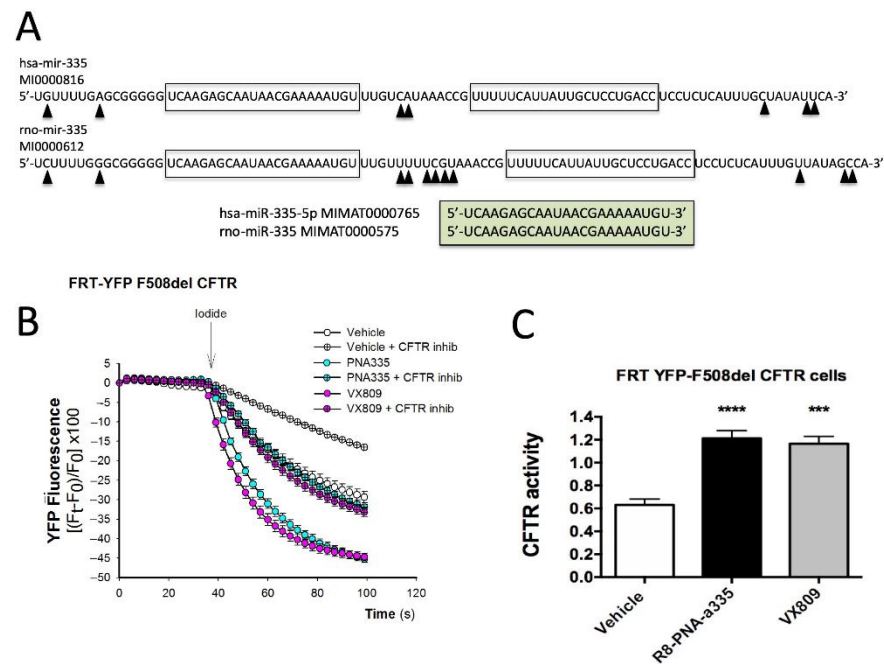 A
hsa-mir-335
MI0000816
5’-UGUUUUGAGCGGGGG UCAAGAGCAAUAACGAAAAAUGU UUGUCAUAAACCG UUUUUCAUUAUUGCUCCUGACC UCCUCUCAUUUGCUAUAUUCA-3’
rno-mir-335
MI0000612
5’-UCUUUUGGGCGGGGG UCAAGAGCAAUAACGAAAAAUGU UUGUUUUUCGUAAACCG UUUUUCAUUAUUGCUCCUGACC UCCUCUCAUUUGUUAUAGCCA-3’
hsa-miR-335-5p MIMAT0000765 5’-UCAAGAGCAAUAACGAAAAAUGU-3’
rno-miR-335 MIMAT0000575 5’-UCAAGAGCAAUAACGAAAAAUGU-3’
FRT-YFP F508del CFTR
B
Iodide
Vehicle
Vehicle + CFTR inhib
PNA335
PNA335 + CFTR inhib
VX809
VX809 + CFTR inhib
YFP Fluorescence
[(Ft–F0)/F0] x100
5
0
−5
−10
−15
−20
−25
−30
−35
−40
−45
−50
0 20 40 60 80 100 120
Time (s)
C
FRT YFP-F508del CFTR cells
CFTR activity
1.4
1.2
1.0
0.8
0.6
0.4
0.2
0.0
**** ***
Vehicle
R8-PNA-a335
VX809